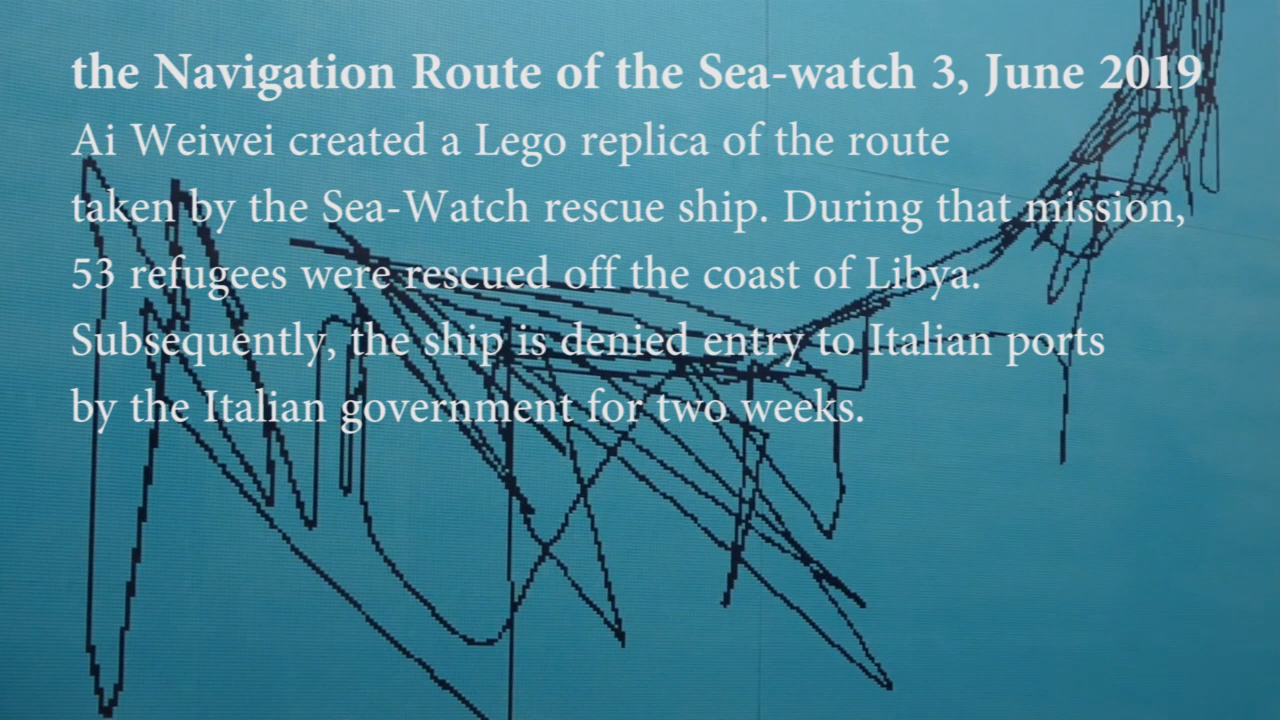 the Navigation Route of the Sea-watch 3, June 2019
Ai Weiwei created a Lego replica of the route
taken by the Sea-Watch rescue ship. During that mission,
53 refugees were rescued off the coast of Libya.
Subsequently, the ship is denied entry to Italian ports
by the Italian government for two weeks.